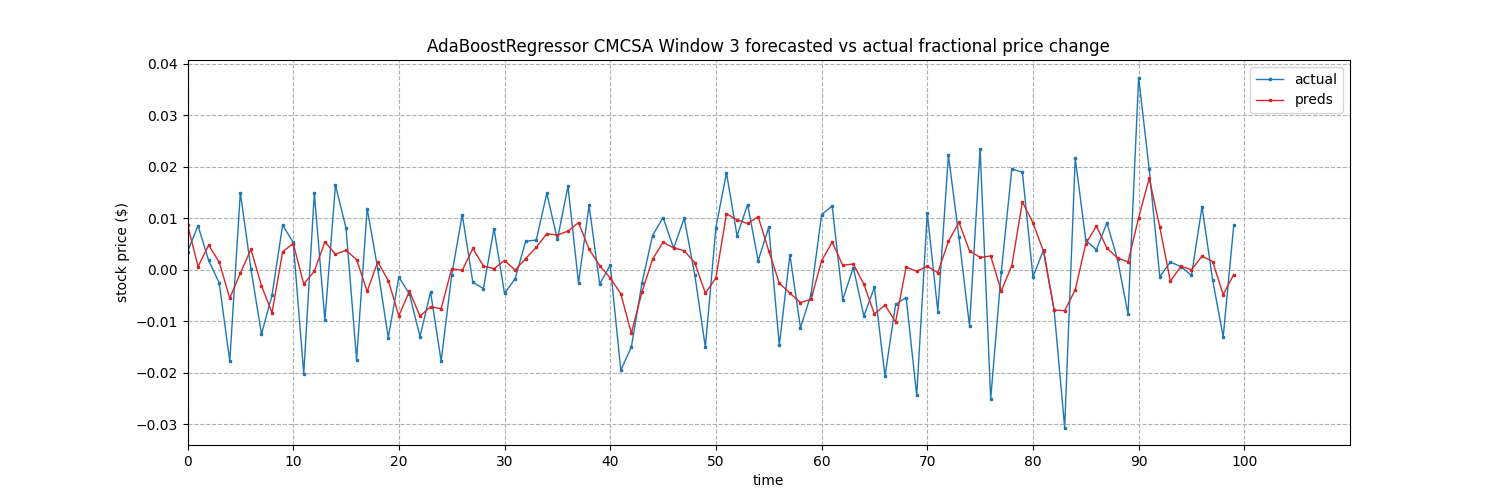 AdaBoostRegressor CMCSA Window 3 forecasted vs actual fractional price change
0.04
0.03
0.02
0.01
0.00
−0.01
−0.02
−0.03
stock price ($)
actual
preds
0 10 20 30 40 50 60 70 80 90 100
time